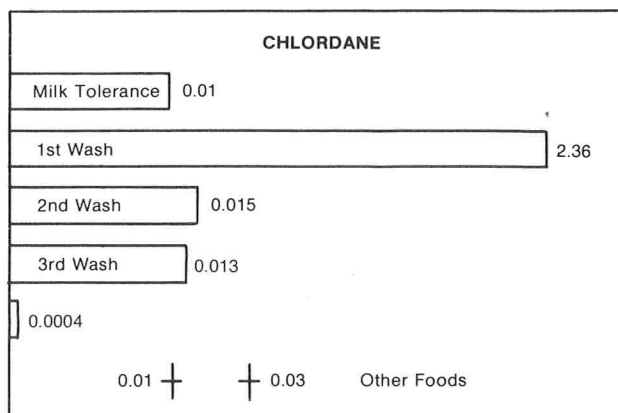 CHLORDANE
Milk Tolerance 0.01
1st Wash 2.36
2nd Wash 0.015
3rd Wash 0.013
0.0004
0.01 0.03 Other Foods